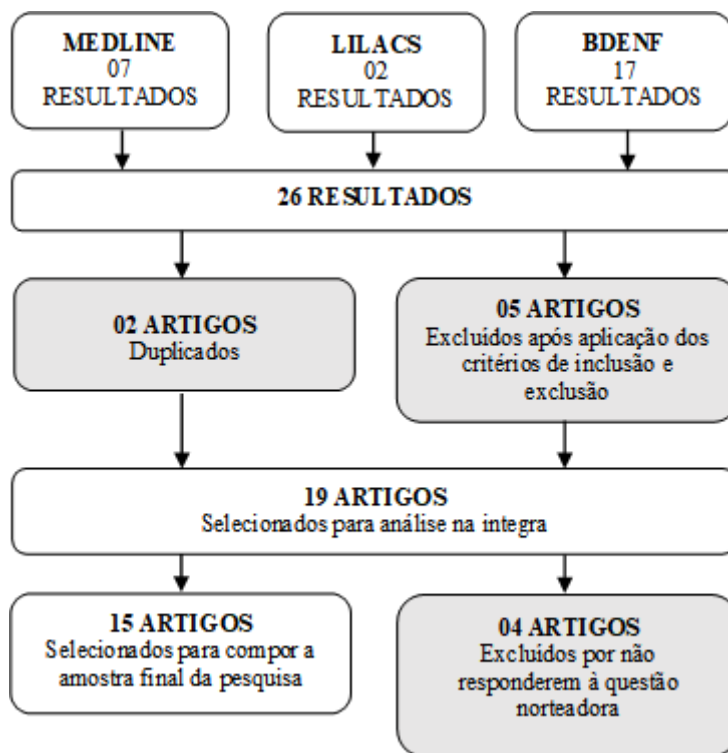 MEDLINE
07
RESULTADOS
LILACS
02
RESULTADOS
BDENF
17
RESULTADOS
26 RESULTADOS
02 ARTIGOS
Duplicados
05 ARTIGOS
Excluídos após aplicação dos
critérios de inclusão e
exclusão
19 ARTIGOS
Selecionados para análise na integra
15 ARTIGOS
Selecionados para compor a
amostra final da pesquisa
04 ARTIGOS
Excluídos por não
responderem à questão
norteadora